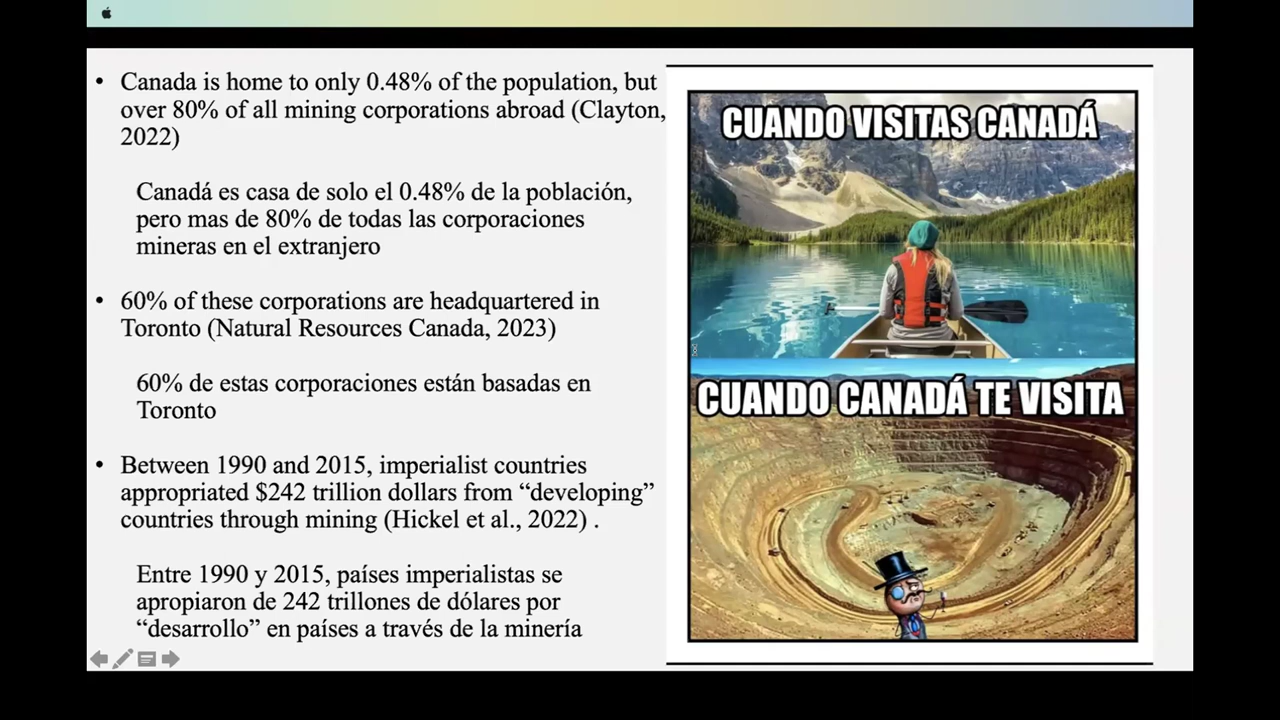 • Canada is home to only 0.48% of the population, but
over 80% of all mining corporations abroad (Clayton,
2022)
Canadá es casa de solo el 0.48% de la población,
pero mas de 80% de todas las corporaciones
mineras en el extranjero
• 60% of these corporations are headquartered in
Toronto (Natural Resources Canada, 2023)
60% de estas corporaciones están basadas en
Toronto
• Between 1990 and 2015, imperialist countries
appropriated $242 trillion dollars from “developing”
countries through mining (Hickel et al., 2022) .
Entre 1990 y 2015, países imperialistas se
apropiaron de 242 trillones de dólares por
“desarrollo” en países a través de la minería
CUANDO VISITAS CANADÁ
CUANDO CANADÁ TE VISITA